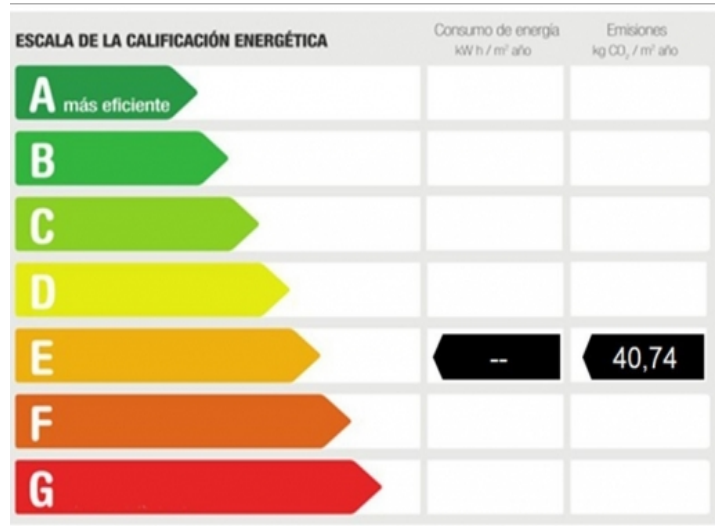 ESCALA DE LA CALIFICACIÓN ENERGÉTICA
Consumo de energía
kW h / m² año
Emisiones
kg CO₂ / m² año
A más eficiente
B
C
D
E -- 40,74
F
G